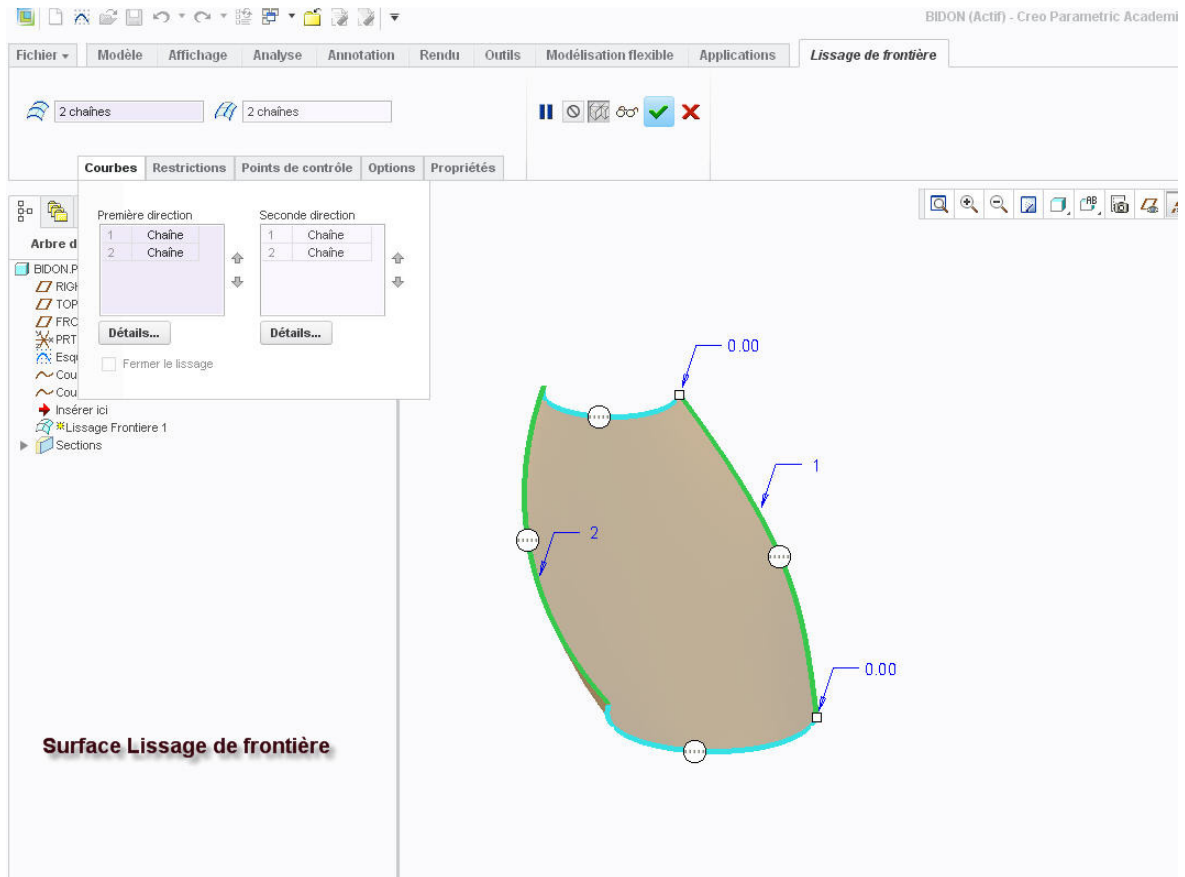 BIDON (Actif) - Creo Parametric Academi
Fichier Modèle Affichage Analyse Annotation Rendu Outils Modélisation flexible Applications Lissage de frontière
2 chaînes 2 chaînes
Courbes Restrictions Points de contrôle Options Propriétés
Première direction Seconde direction
1 Chaîne 1 Chaîne
2 Chaîne 2 Chaîne
Détails... Détails...
Fermer le lissage
Arbre d
BIDON.P
RIGH
TOP
FRO
PRT
Esqu
Cou
Cou
Insérer ici
Lissage Frontiere 1
Sections
0.00
1
2
0.00
Surface Lissage de frontière